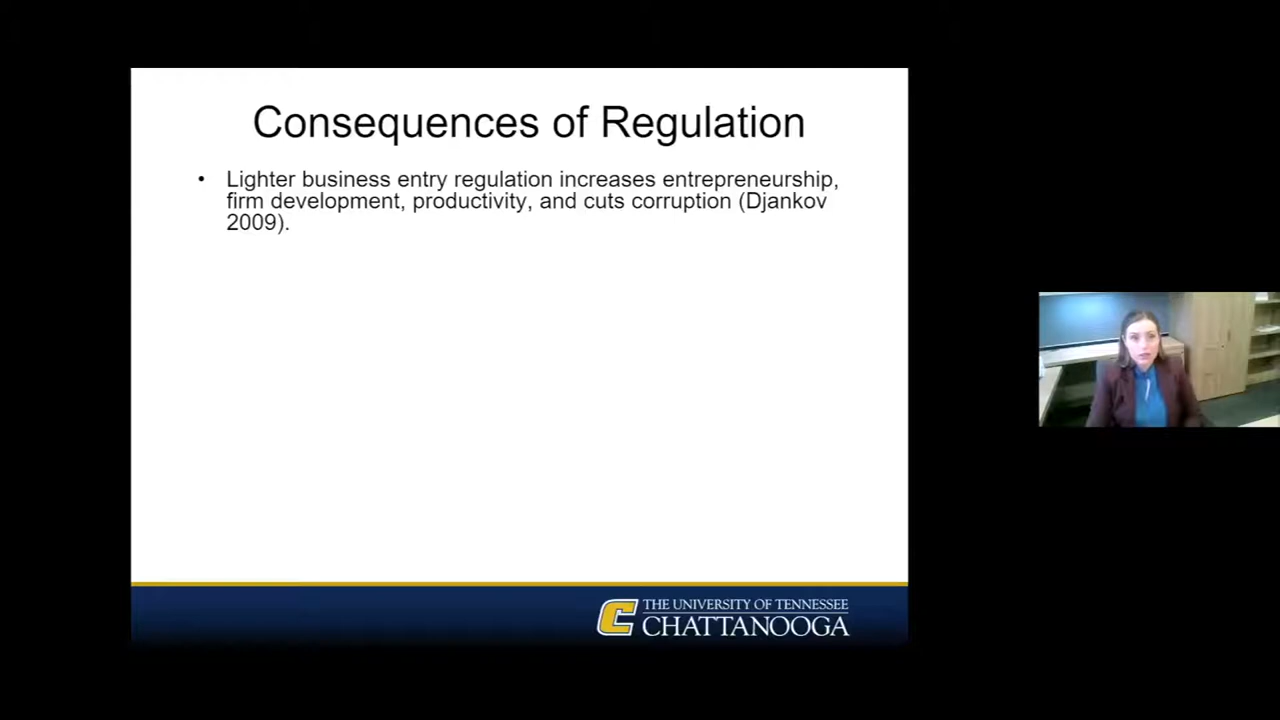 Consequences of Regulation
• Lighter business entry regulation increases entrepreneurship,
firm development, productivity, and cuts corruption (Djankov
2009).
C THE UNIVERSITY OF TENNESSEE
CHATTANOOGA